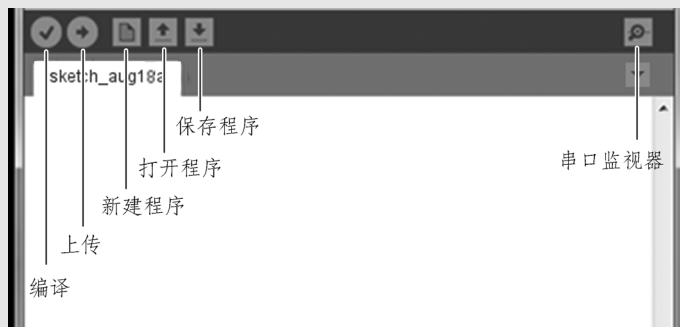 sketch_aug18a
保存程序
打开程序
串口监视器
新建程序
上传
编译